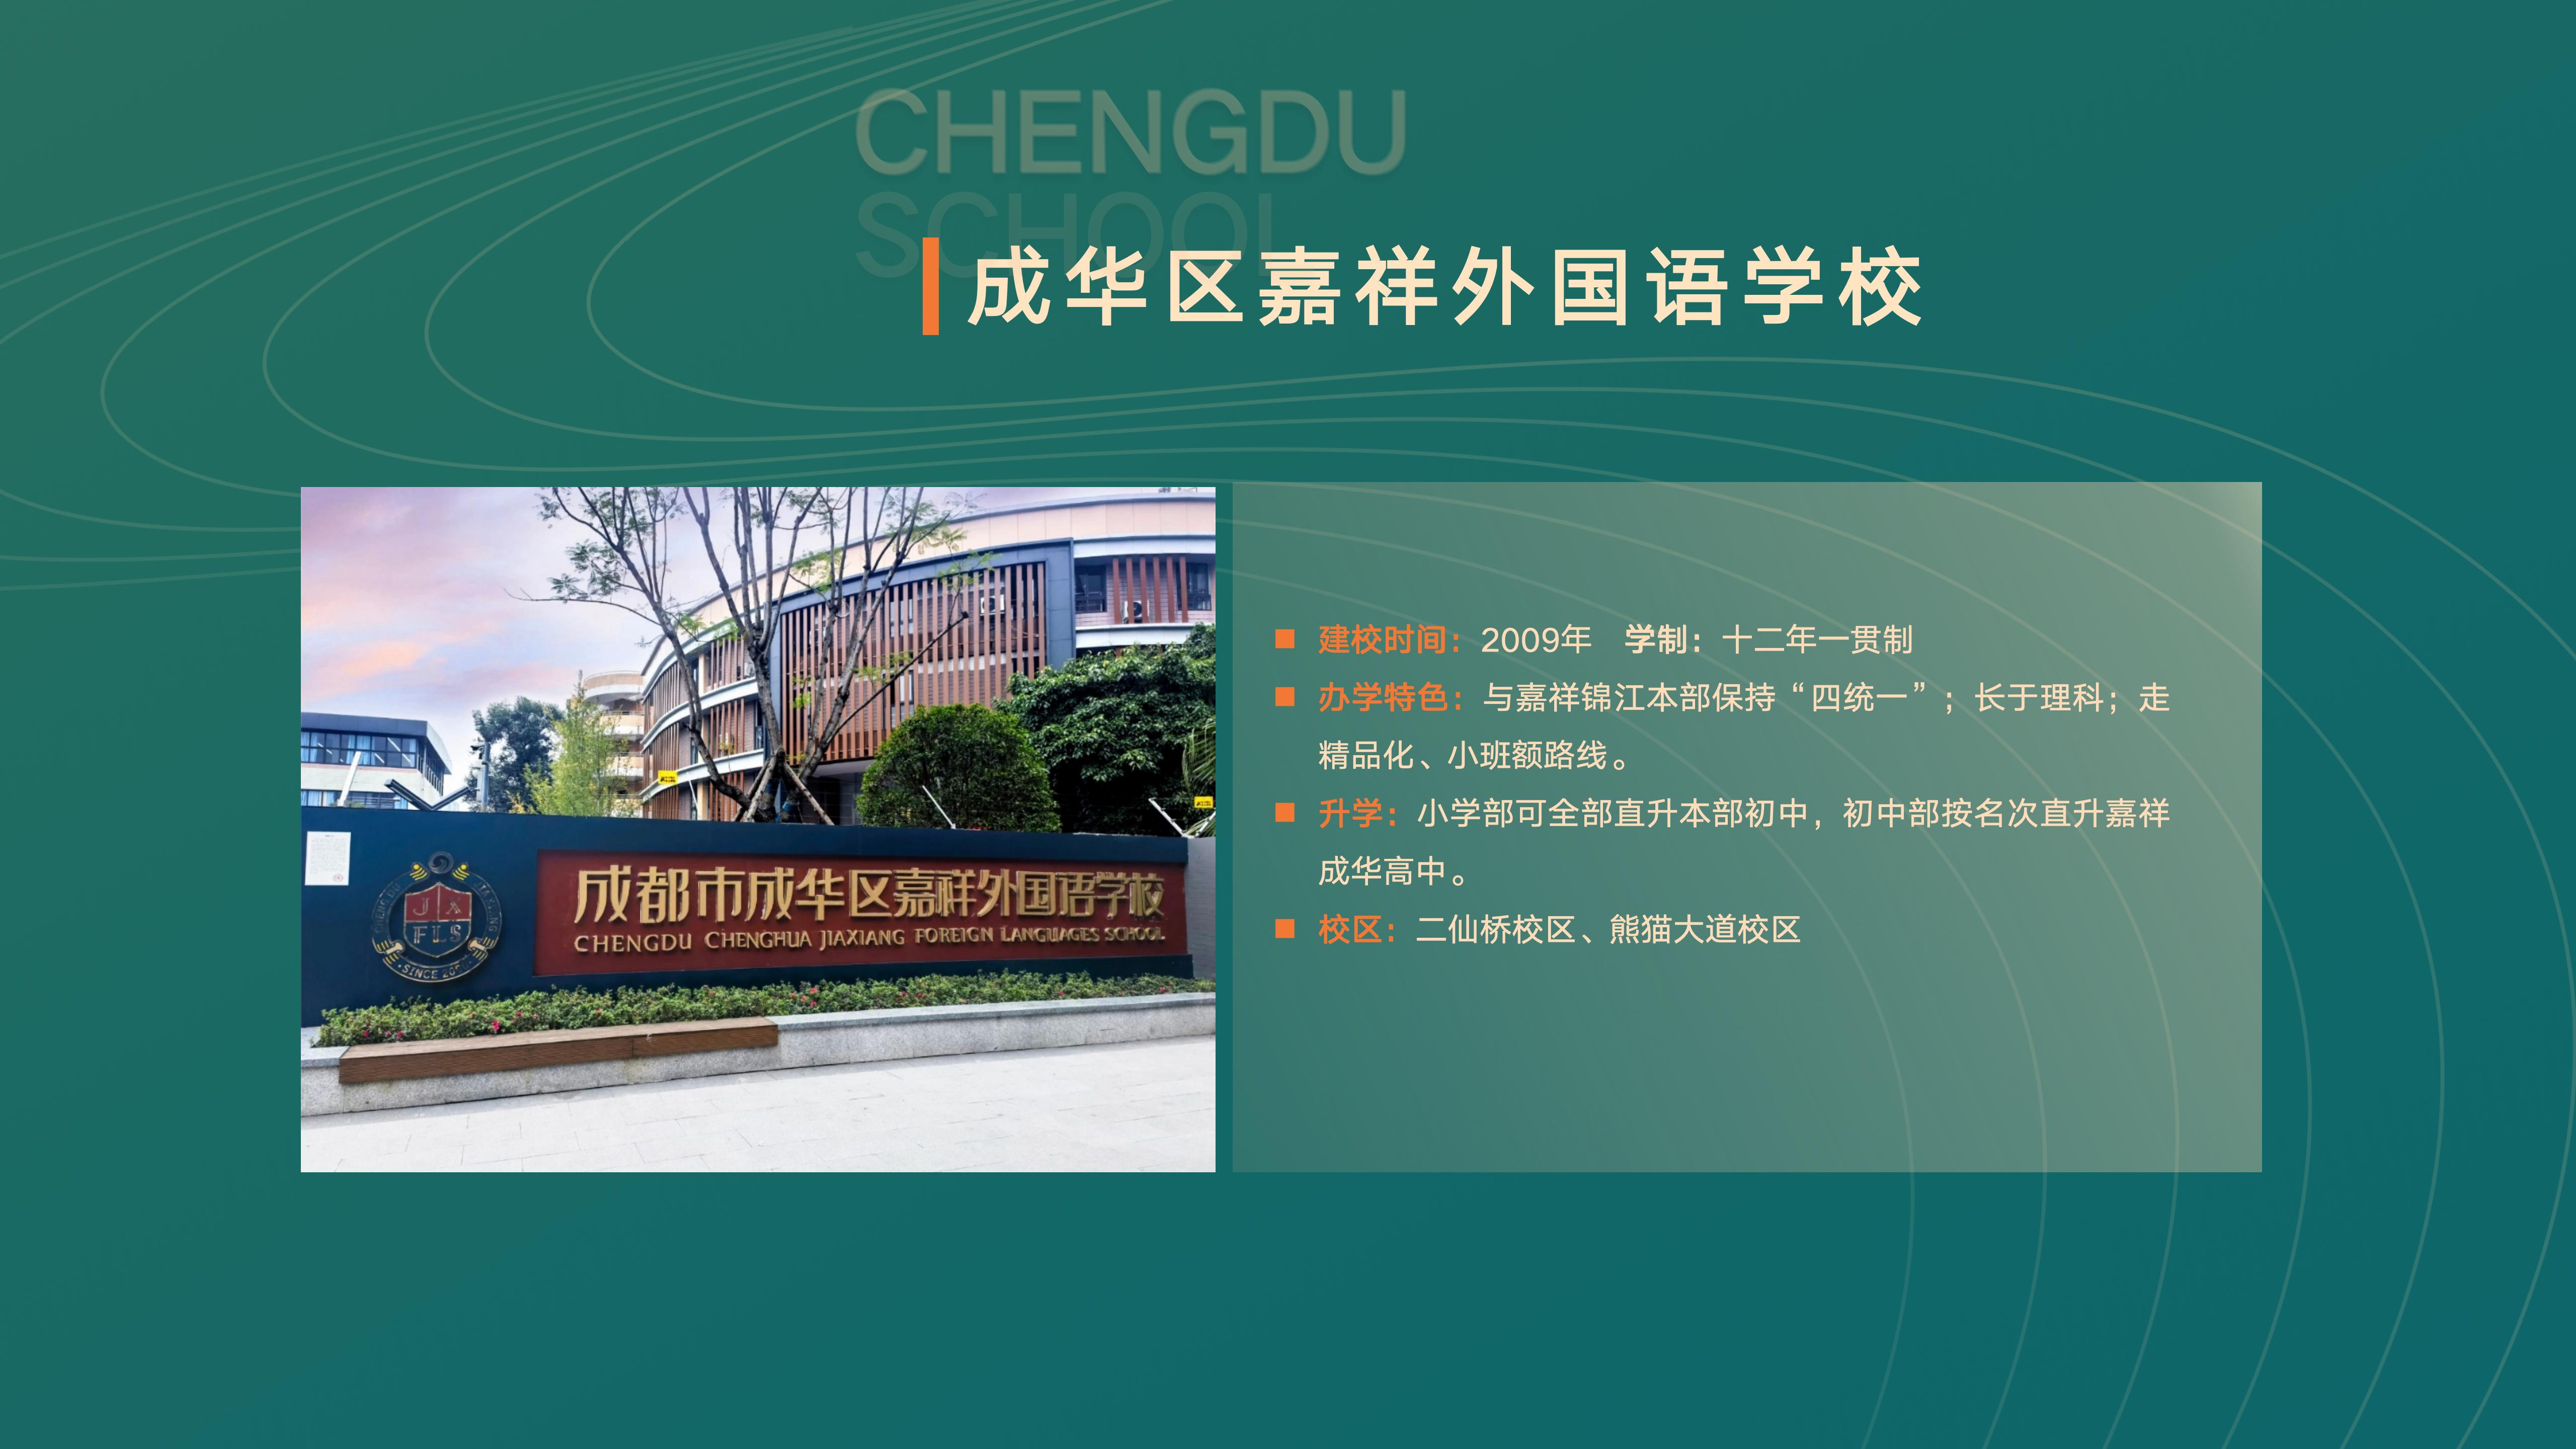 CHENGDU
SCHOOL
成华区嘉祥外国语学校
成都市成华区嘉祥外国语学校
CHENGDU CHENGHUA JIAXIANG FOREIGN LANGUAGES SCHOOL
J X
FLS
建校时间：2009年 学制：十二年一贯制
办学特色：与嘉祥锦江本部保持“四统一”；长于理科；走
精品化、小班额路线。
升学：小学部可全部直升本部初中，初中部按名次直升嘉祥
成华高中。
校区：二仙桥校区、熊猫大道校区